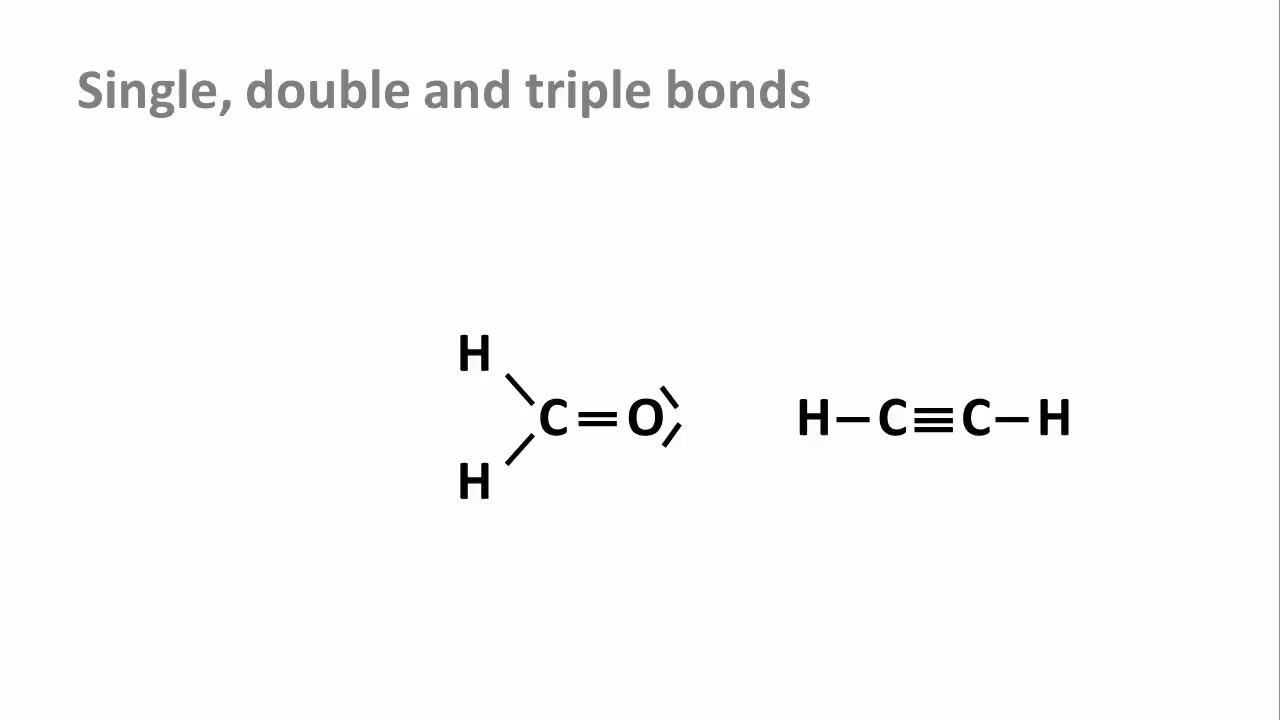 Single, double and triple bonds
H
C=O H–C≡C–H
H